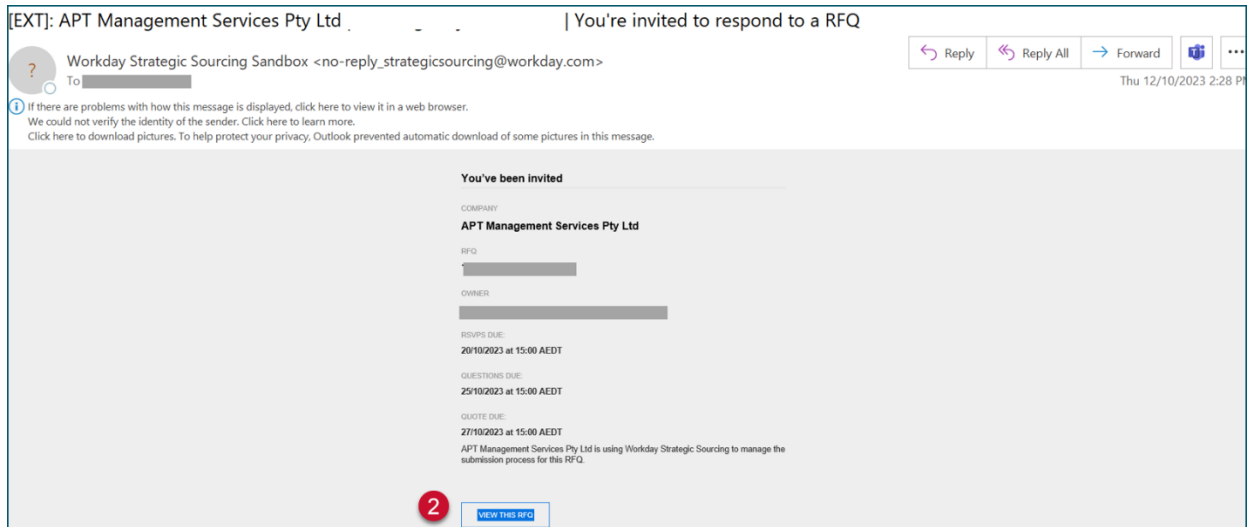 [EXT]: APT Management Services Pty Ltd | You're invited to respond to a RFQ
Reply Reply All Forward
? Workday Strategic Sourcing Sandbox <no-reply_strategicsourcing@workday.com>
To
Thu 12/10/2023 2:28 PM
If there are problems with how this message is displayed, click here to view it in a web browser.
We could not verify the identity of the sender. Click here to learn more.
Click here to download pictures. To help protect your privacy, Outlook prevented automatic download of some pictures in this message.
You've been invited
COMPANY
APT Management Services Pty Ltd
RFQ
OWNER
RSVPS DUE:
20/10/2023 at 15:00 AEDT
QUESTIONS DUE:
25/10/2023 at 15:00 AEDT
QUOTE DUE:
27/10/2023 at 15:00 AEDT
APT Management Services Pty Ltd is using Workday Strategic Sourcing to manage the
submission process for this RFQ.
2 VIEW THIS RFQ